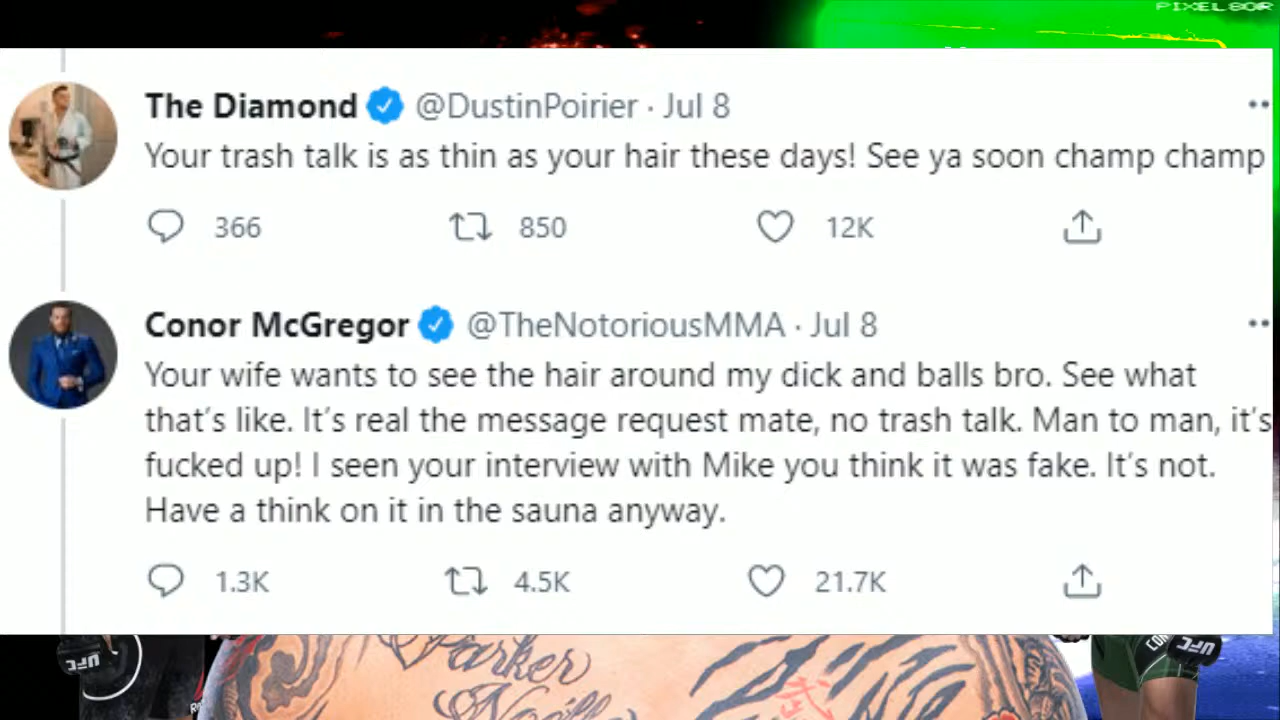 PIXEL8OR
The Diamond @DustinPoirier · Jul 8
Your trash talk is as thin as your hair these days! See ya soon champ champ
366 850 12K
Conor McGregor @TheNotoriousMMA · Jul 8
Your wife wants to see the hair around my dick and balls bro. See what
that's like. It's real the message request mate, no trash talk. Man to man, it's
fucked up! I seen your interview with Mike you think it was fake. It's not.
Have a think on it in the sauna anyway.
1.3K 4.5K 21.7K
UFC
Parker
CON
UFC